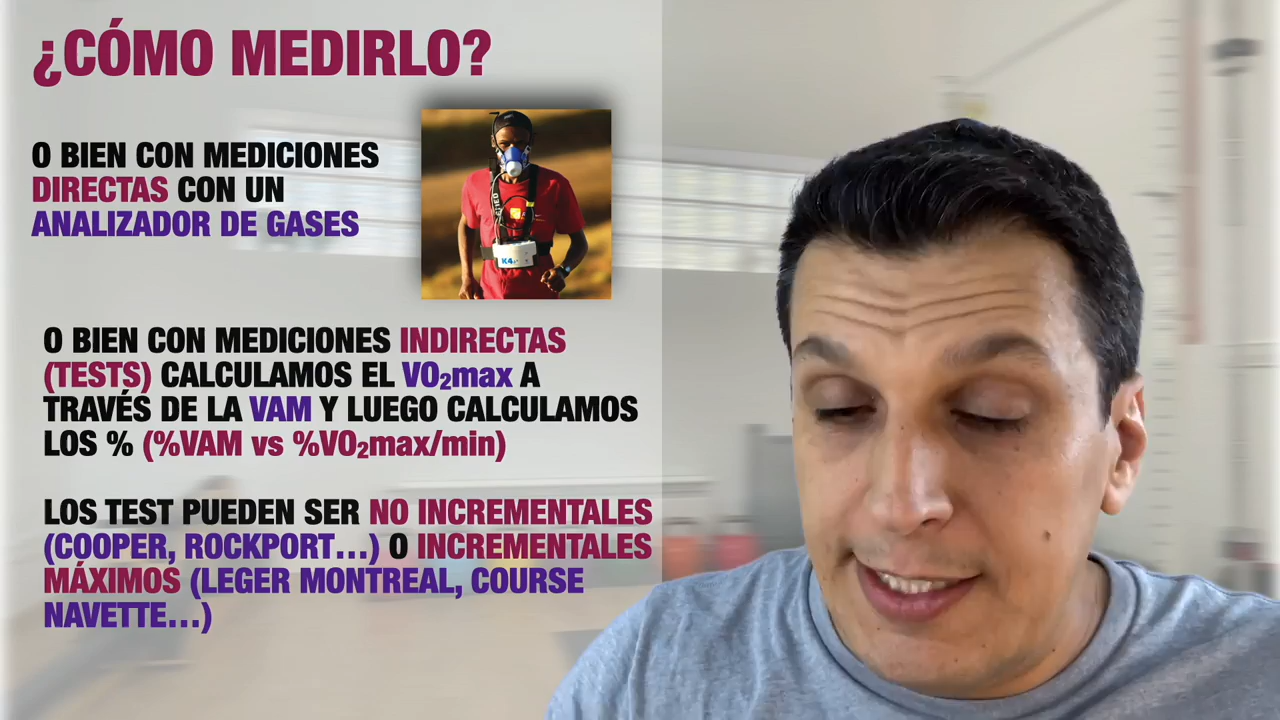 ¿CÓMO MEDIRLO?
O BIEN CON MEDICIONES
DIRECTAS CON UN
ANALIZADOR DE GASES
K4
O BIEN CON MEDICIONES INDIRECTAS
(TESTS) CALCULAMOS EL VO₂max A
TRAVÉS DE LA VAM Y LUEGO CALCULAMOS
LOS % (%VAM vs %VO₂max/min)
LOS TEST PUEDEN SER NO INCREMENTALES
(COOPER, ROCKPORT...) O INCREMENTALES
MÁXIMOS (LEGER MONTREAL, COURSE
NAVETTE...)